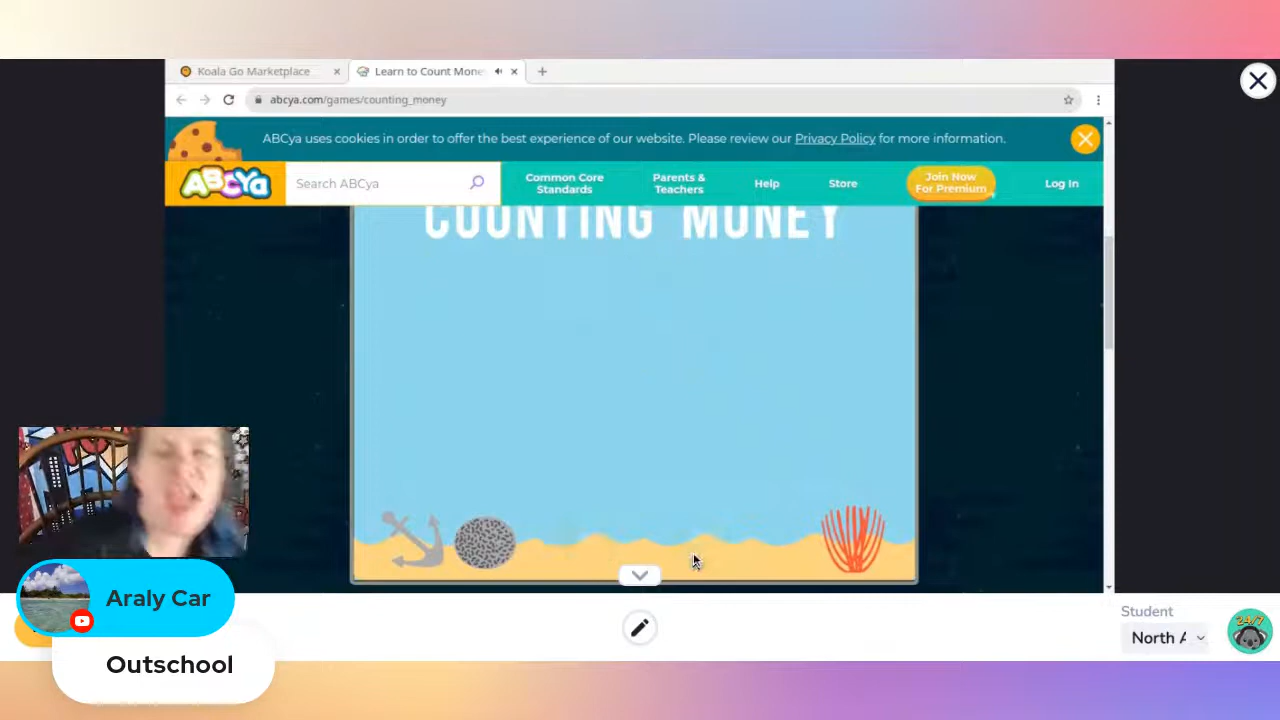 Koala Go Marketplace
Learn to Count Mone
abcya.com/games/counting_money
ABCya uses cookies in order to offer the best experience of our website. Please review our Privacy Policy for more information.
ABCYa
Search ABCya
Common Core
Standards
Parents &
Teachers
Help
Store
Join Now
For Premium
Log In
COUNTING MONEY
Araly Car
Outschool
Student
North A
24/7